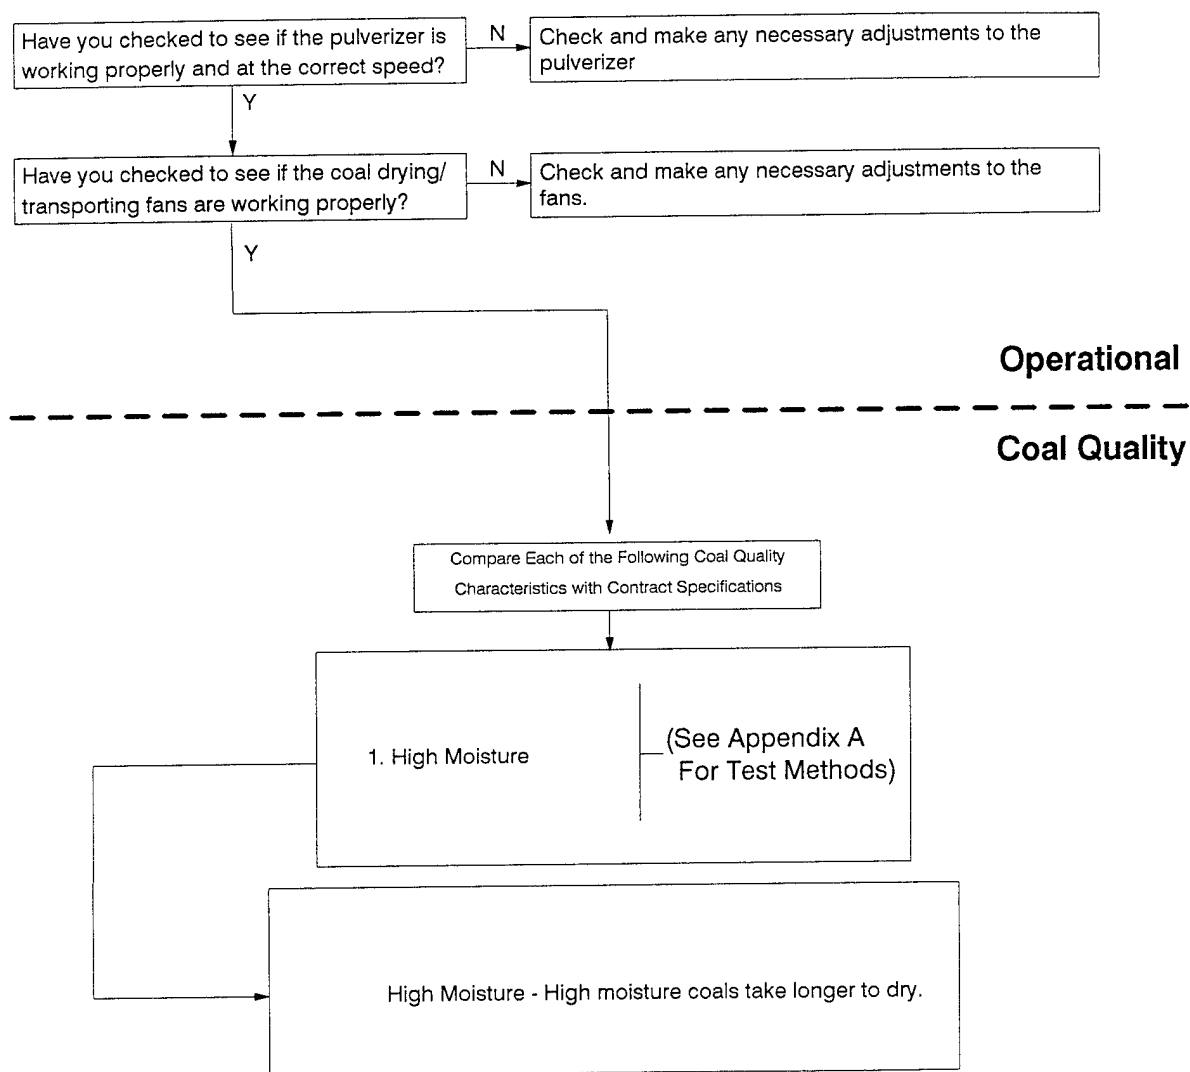 Have you checked to see if the pulverizer is
working properly and at the correct speed?
N
Check and make any necessary adjustments to the
pulverizer
Y
Have you checked to see if the coal drying/
transporting fans are working properly?
N
Check and make any necessary adjustments to the
fans.
Y
Operational
Coal Quality
Compare Each of the Following Coal Quality
Characteristics with Contract Specifications
1. High Moisture
(See Appendix A
For Test Methods)
High Moisture - High moisture coals take longer to dry.